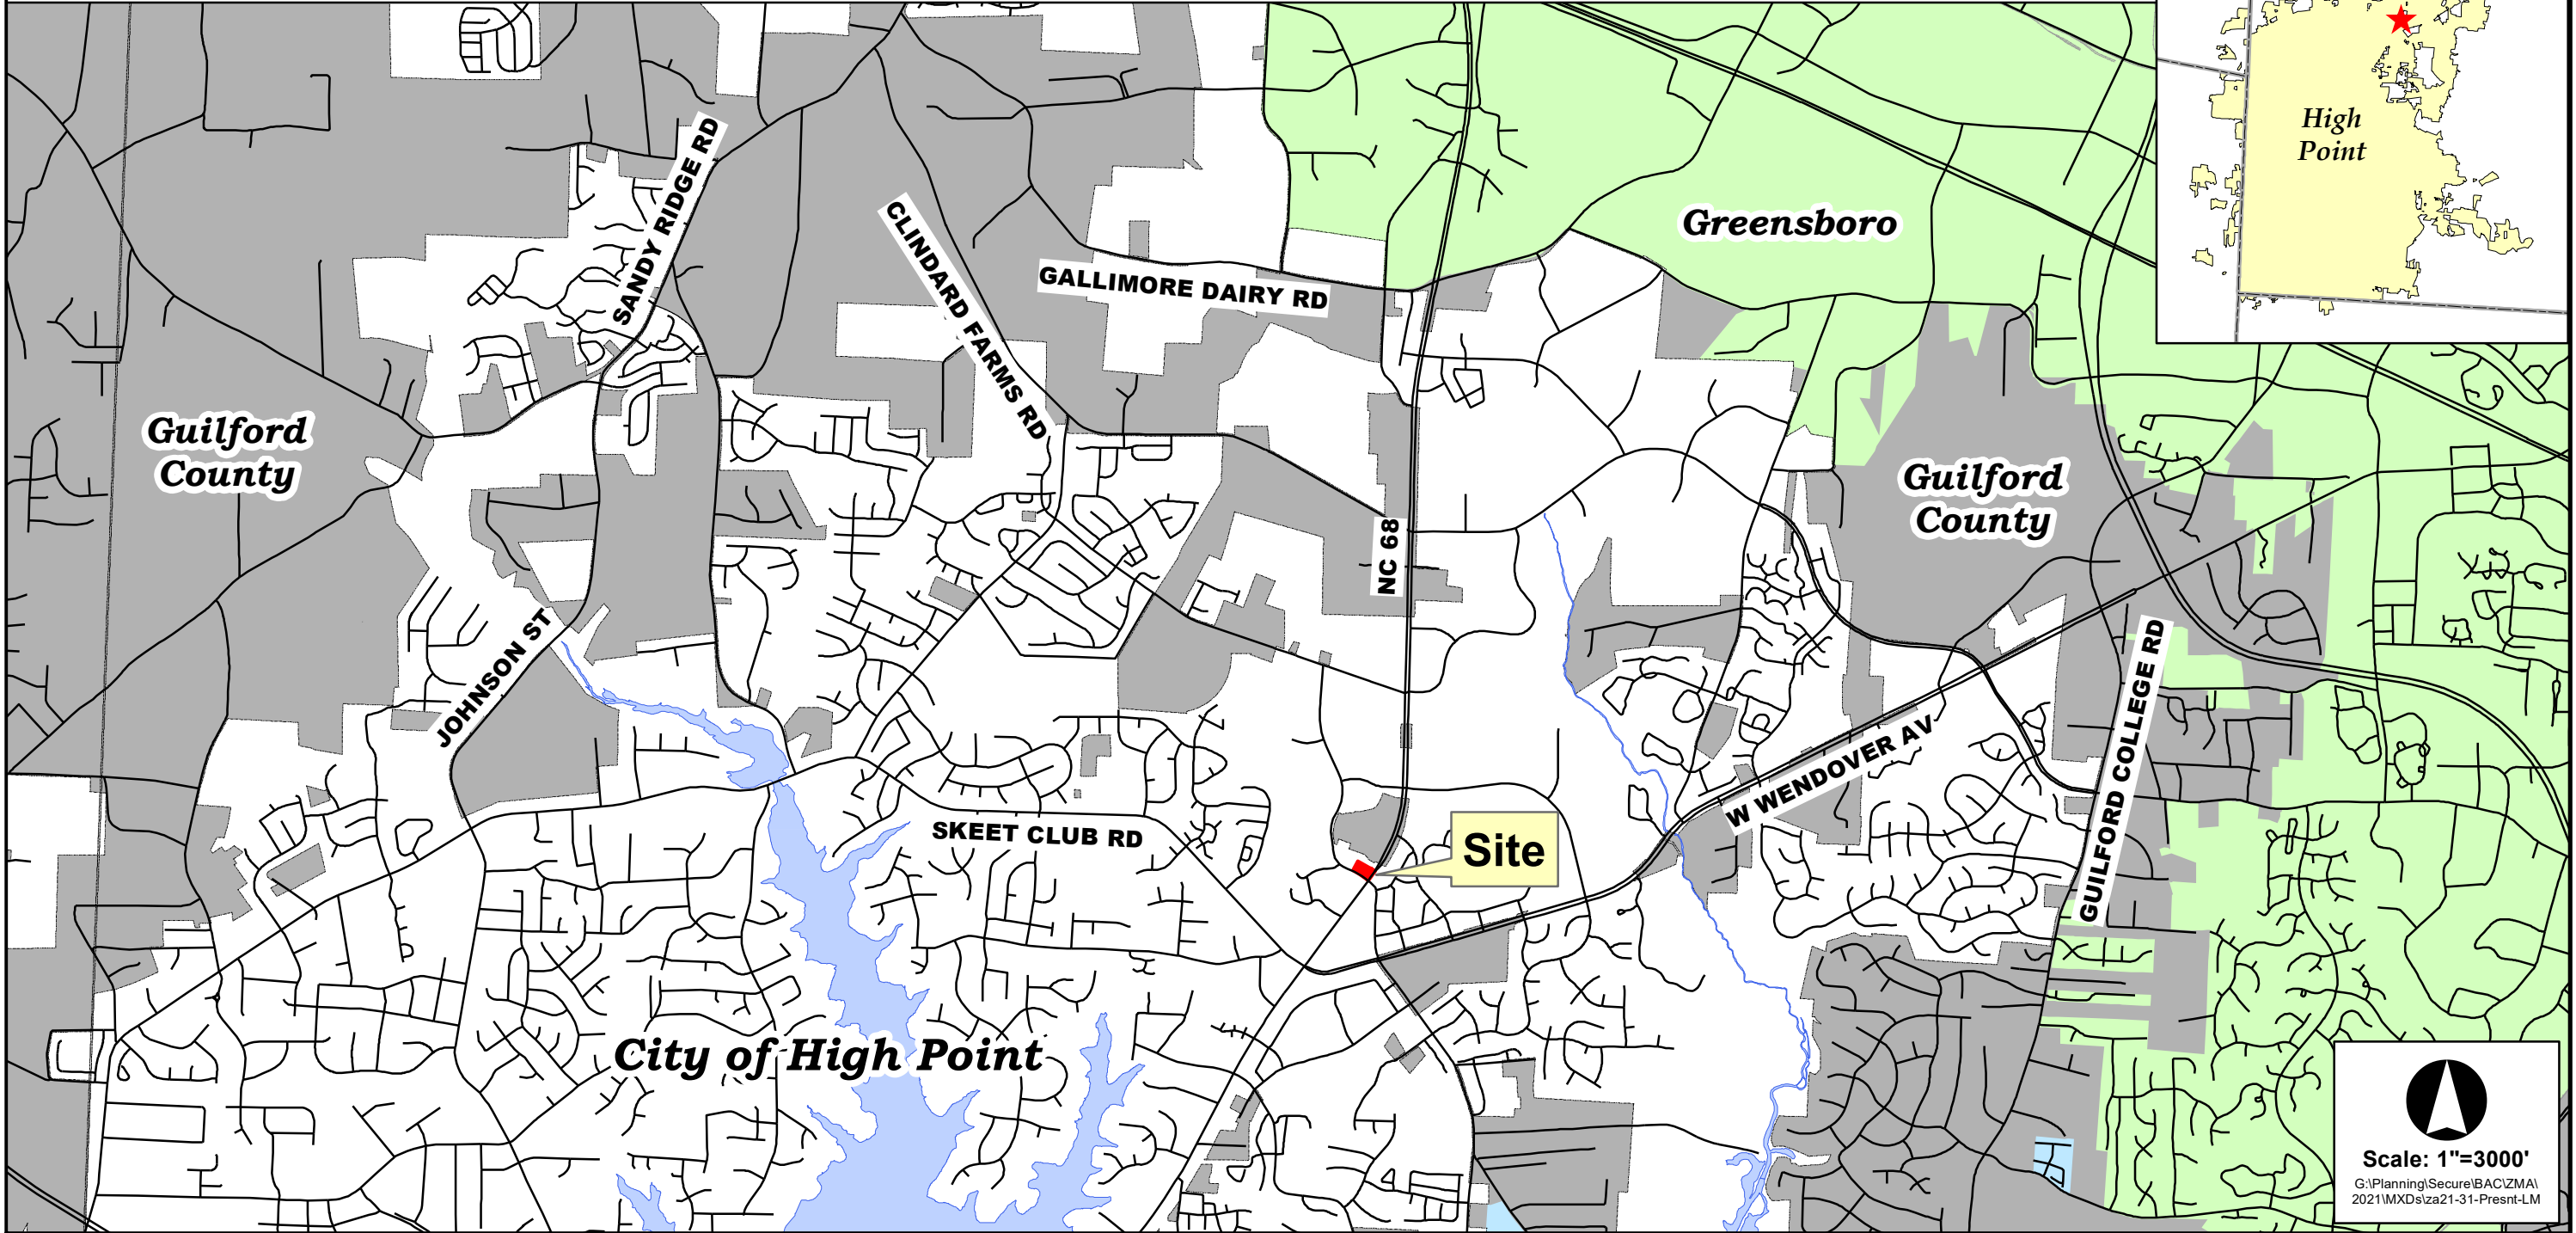 High
Point
SANDY RIDGE RD
CLINDARD FARMS RD
GALLIMORE DAIRY RD
Greensboro
Guilford
County
Guilford
County
NC 68
JOHNSON ST
GUILFORD COLLEGE RD
W WENDOVER AV
SKEET CLUB RD
Site
City of High Point
Scale: 1"=3000'
G:\Planning\Secure\BAC\ZMA\
2021\MXDs\za21-31-Presnt-LM